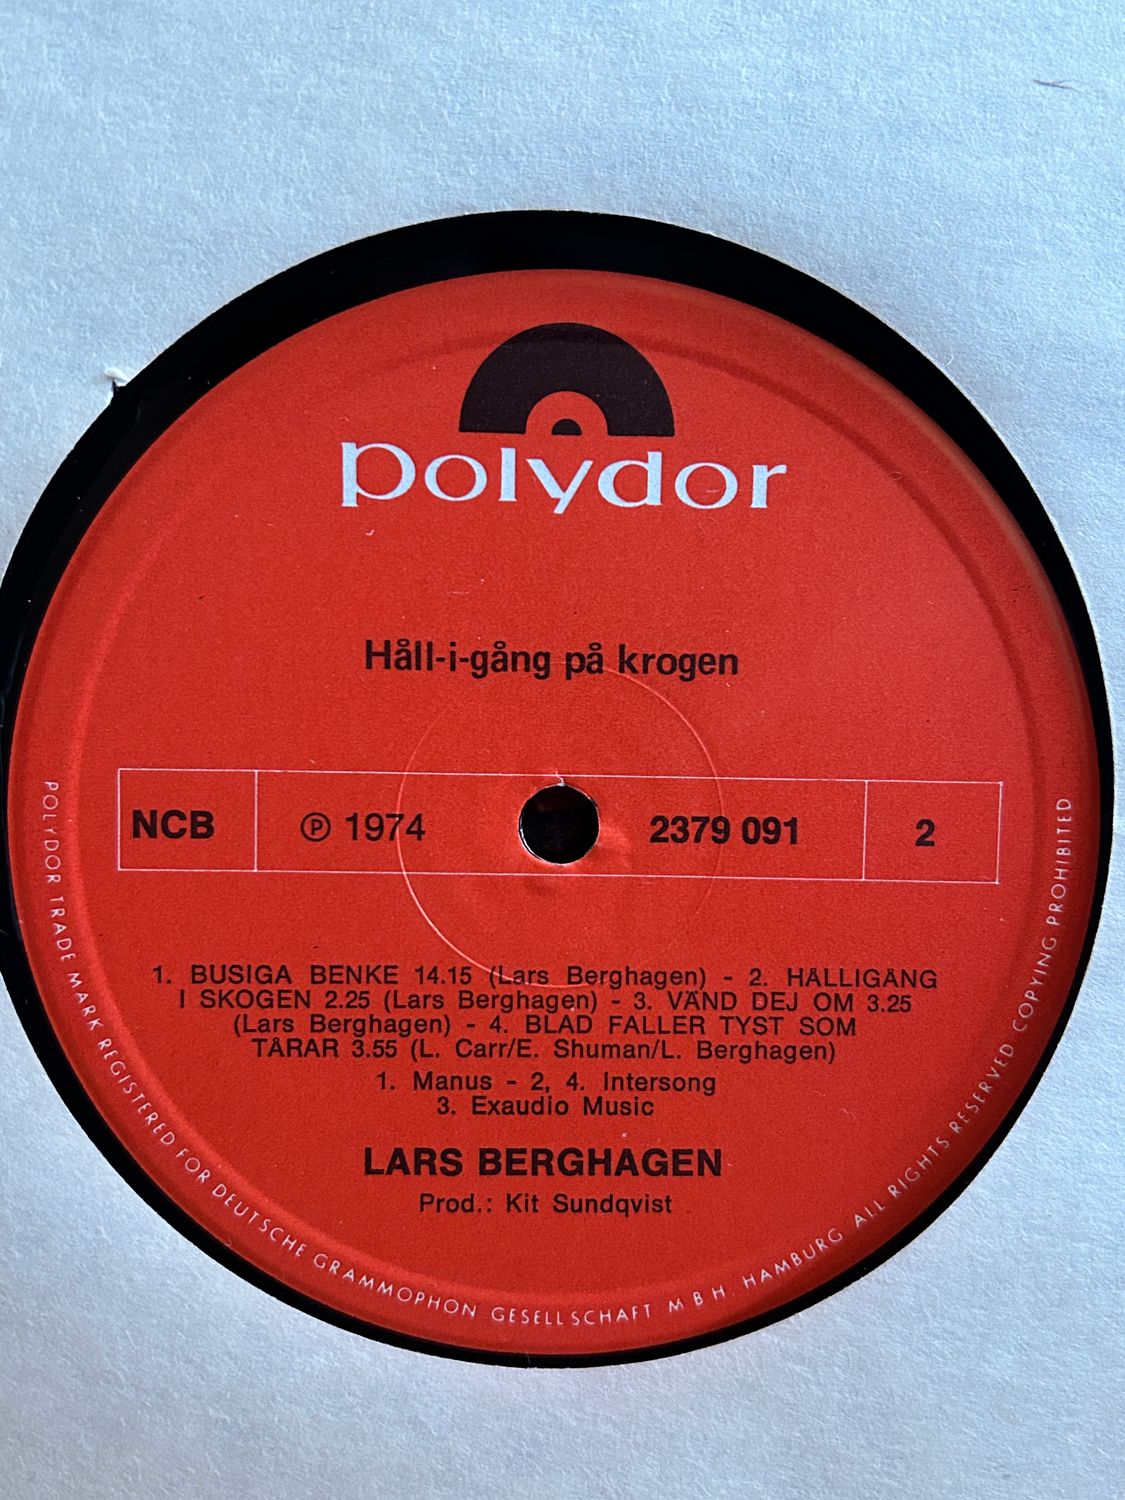 polydor
Håll-i-gång på krogen
NCB ℗ 1974 2379 091 2
1. BUSIGA BENKE 14.15 (Lars Berghagen) - 2. HÅLLIGÅNG
I SKOGEN 2.25 (Lars Berghagen) - 3. VÄND DEJ OM 3.25
(Lars Berghagen) - 4. BLAD FALLER TYST SOM
TÅRAR 3.55 (L. Carr/E. Shuman/L. Berghagen)
1. Manus - 2, 4. Intersong
3. Exaudio Music
LARS BERGHAGEN
Prod.: Kit Sundqvist
POLYDOR TRADE MARK REGISTERED FOR DEUTSCHE GRAMMOPHON GESELLSCHAFT M B H. HAMBURG ALL RIGHTS RESERVED COPYING PROHIBITED